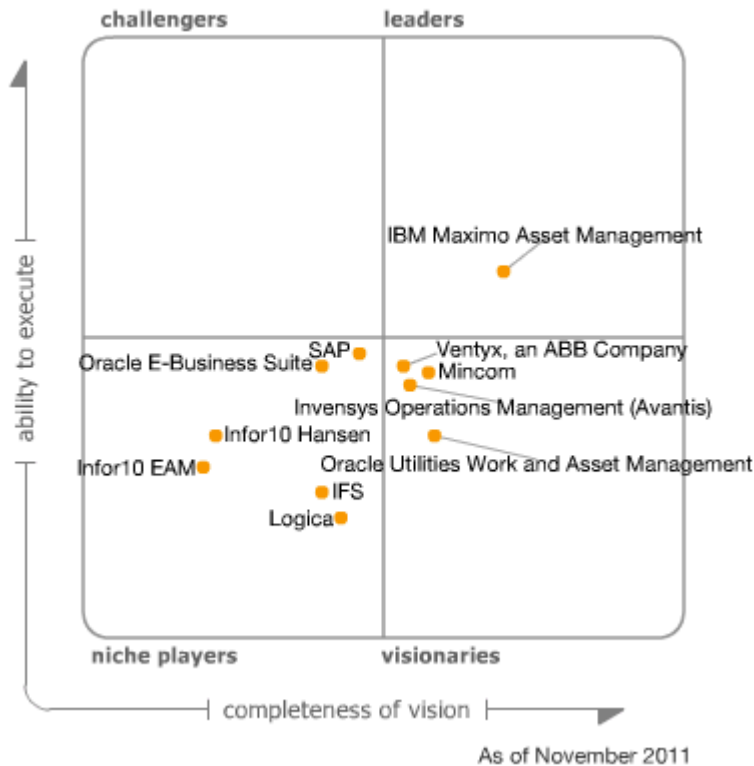 challengers
leaders
IBM Maximo Asset Management
SAP
Ventyx, an ABB Company
Oracle E-Business Suite
Mincom
Invensys Operations Management (Avantis)
Infor10 Hansen
Infor10 EAM
Oracle Utilities Work and Asset Management
IFS
Logica
ability to execute
niche players
visionaries
completeness of vision
As of November 2011